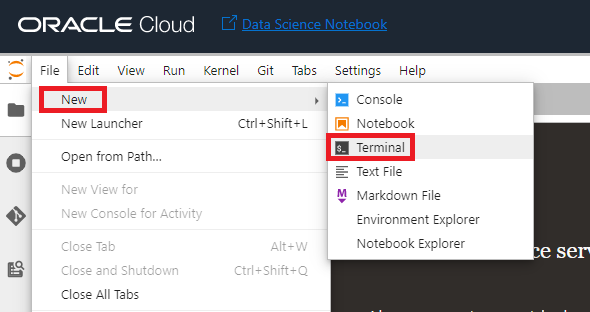 ORACLE Cloud Data Science Notebook
File Edit View Run Kernel Git Tabs Settings Help
New
New Launcher Ctrl+Shift+L
Open from Path…
New View for
New Console for Activity
Close Tab Alt+W
Close and Shutdown Ctrl+Shift+Q
Close All Tabs
Console
Notebook
$_ Terminal
Text File
M Markdown File
Environment Explorer
Notebook Explorer
ce serv